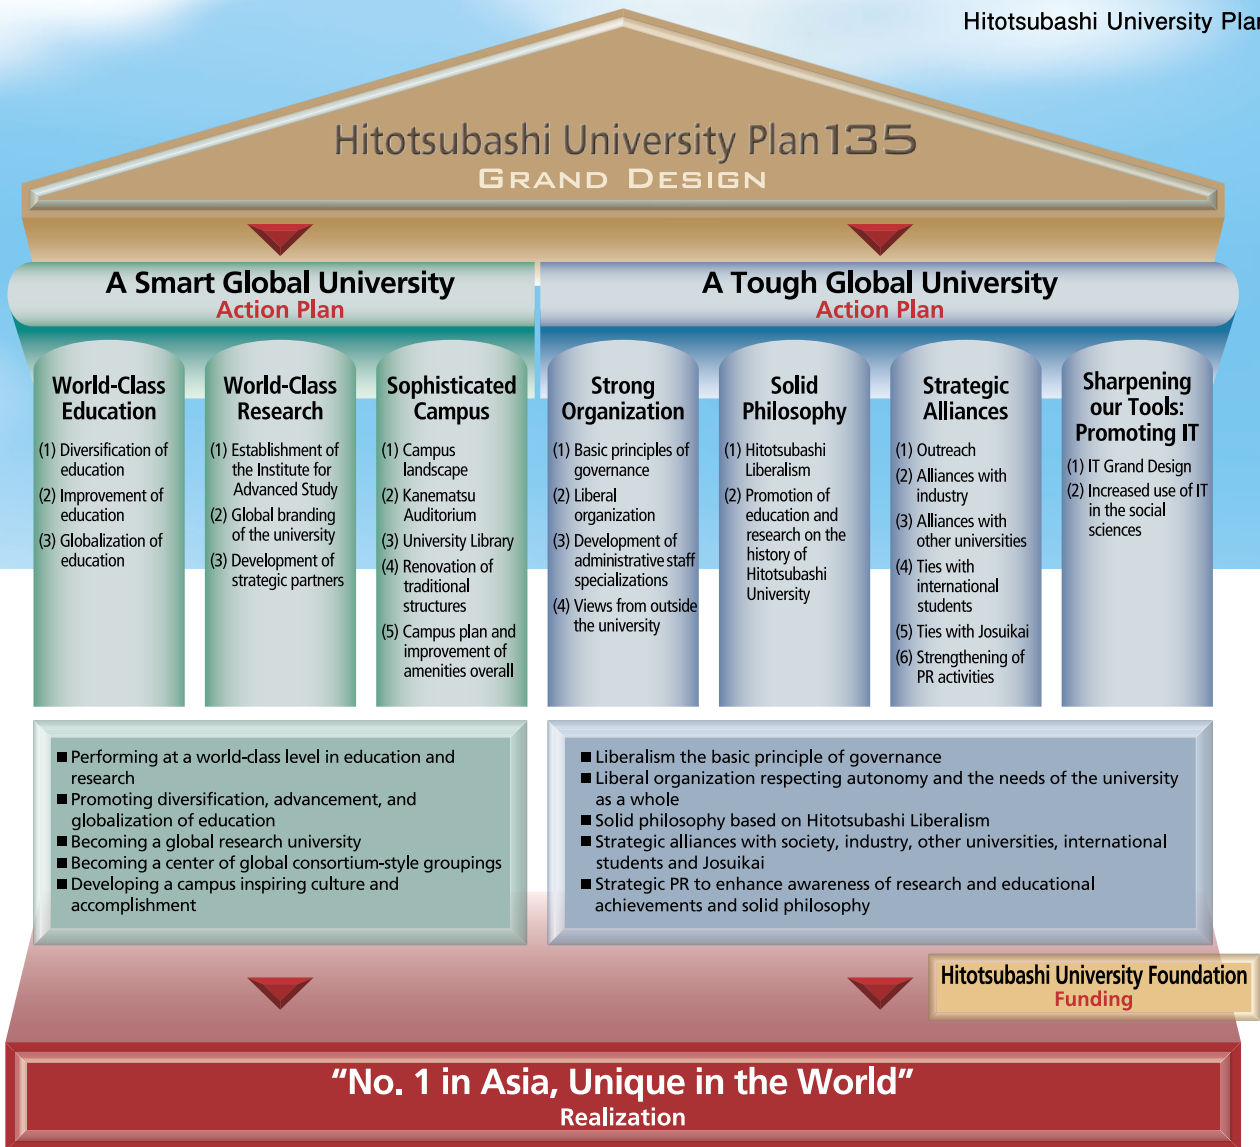 Hitotsubashi University Plan
Hitotsubashi University Plan 135
GRAND DESIGN
A Smart Global University
Action Plan
A Tough Global University
Action Plan
World-Class
Education
(1) Diversification of
education
(2) Improvement of
education
(3) Globalization of
education
World-Class
Research
(1) Establishment of
the Institute for
Advanced Study
(2) Global branding
of the university
(3) Development of
strategic partners
Sophisticated
Campus
(1) Campus
landscape
(2) Kanematsu
Auditorium
(3) University Library
(4) Renovation of
traditional
structures
(5) Campus plan and
improvement of
amenities overall
Strong
Organization
(1) Basic principles of
governance
(2) Liberal
organization
(3) Development of
administrative staff
specializations
(4) Views from outside
the university
Solid
Philosophy
(1) Hitotsubashi
Liberalism
(2) Promotion of
education and
research on the
history of
Hitotsubashi
University
Strategic
Alliances
(1) Outreach
(2) Alliances with
industry
(3) Alliances with
other universities
(4) Ties with
international
students
(5) Ties with Josuikai
(6) Strengthening of
PR activities
Sharpening
our Tools:
Promoting IT
(1) IT Grand Design
(2) Increased use of IT
in the social
sciences
■ Performing at a world-class level in education and
research
■ Promoting diversification, advancement, and
globalization of education
■ Becoming a global research university
■ Becoming a center of global consortium-style groupings
■ Developing a campus inspiring culture and
accomplishment
■ Liberalism the basic principle of governance
■ Liberal organization respecting autonomy and the needs of the university
as a whole
■ Solid philosophy based on Hitotsubashi Liberalism
■ Strategic alliances with society, industry, other universities, international
students and Josuikai
■ Strategic PR to enhance awareness of research and educational
achievements and solid philosophy
Hitotsubashi University Foundation
Funding
“No. 1 in Asia, Unique in the World”
Realization